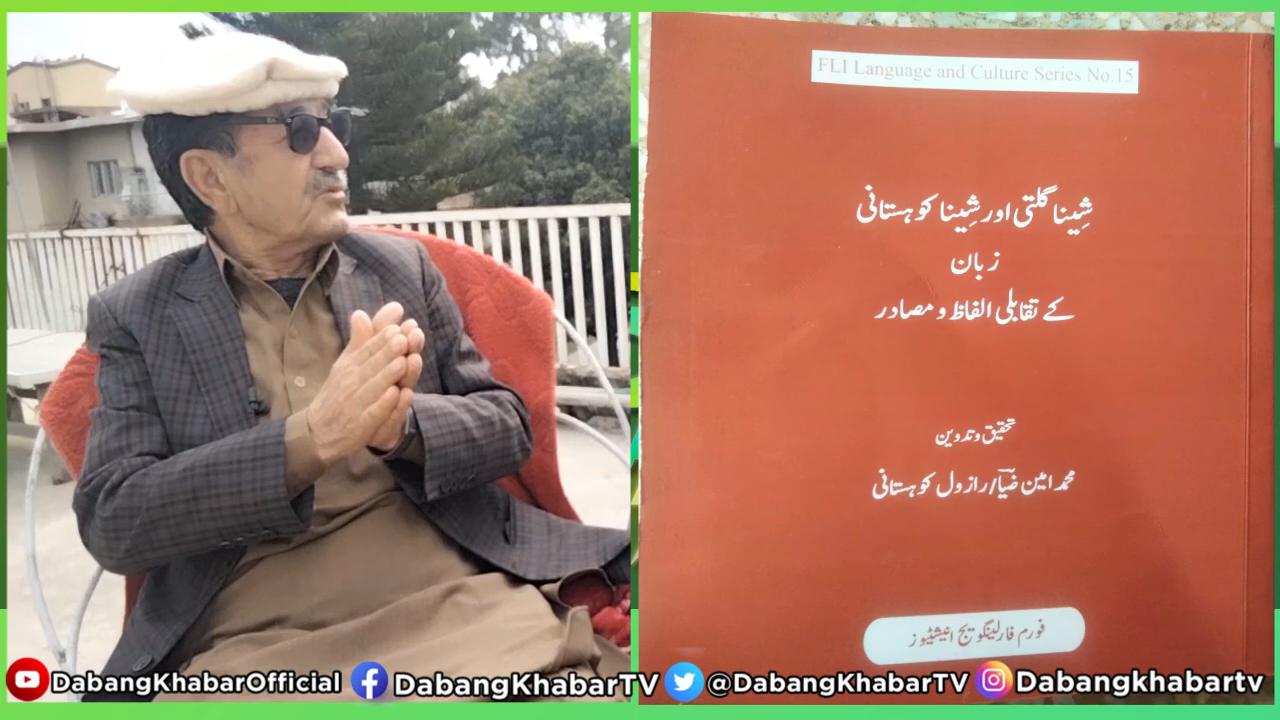 FLI Language and Culture Series No.15
شِینا گلتی اور شِینا کوہستانی
زبان
کے تقابلی الفاظ و مصادر
تحقیق و تدوین
محمد امین ضیاؔ/رازول کوہستانی
فورم فار لینگویج انیشیٹیوز
DabangKhabarOfficial
DabangKhabarTV
@DabangKhabarTV
Dabangkhabartv